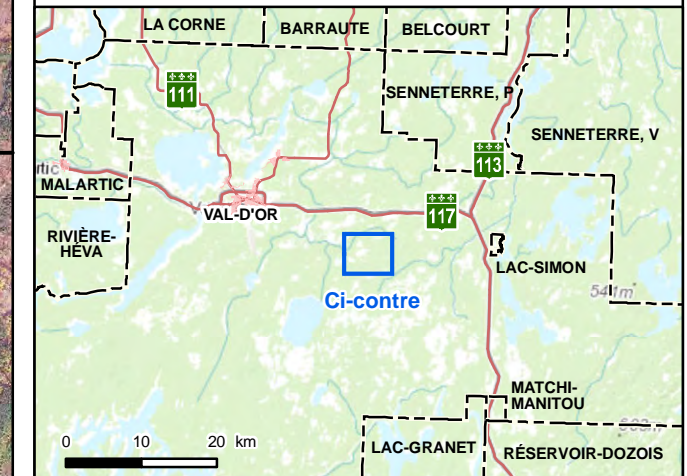 LA CORNE
BARRAUTE
BELCOURT
111
SENNETERRE, P
113
SENNETERRE, V
MALARTIC
VAL-D'OR
117
RIVIÈRE-
HÉVA
LAC-SIMON
541m
Ci-contre
MATCHI-
MANITOU
0 10 20 km
LAC-GRANET
RÉSERVOIR-DOZOIS